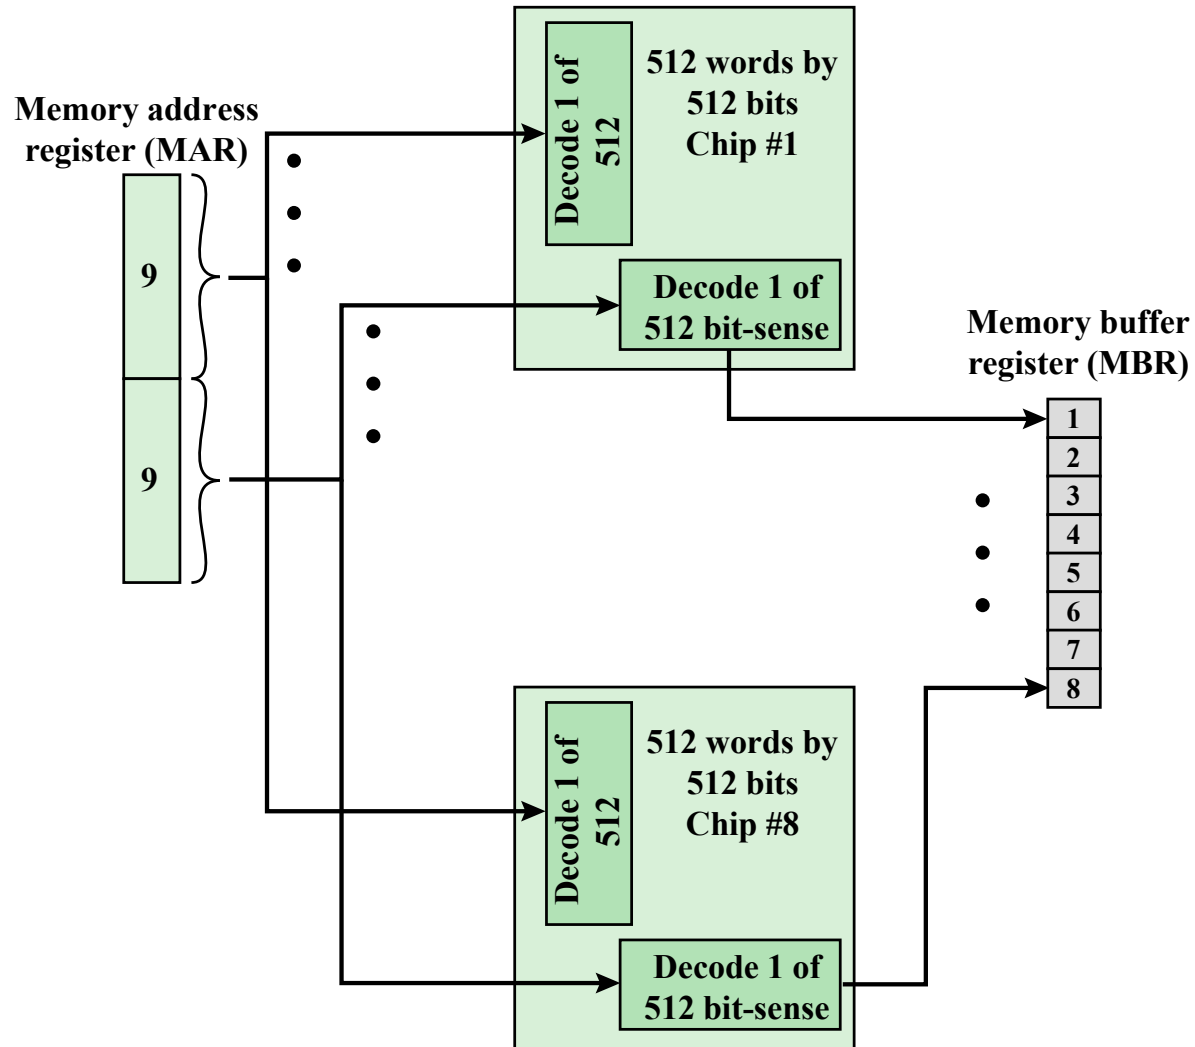 Memory address
register (MAR)
9
9
Decode 1 of
512
512 words by
512 bits
Chip #1
Decode 1 of
512 bit-sense
Memory buffer
register (MBR)
1
2
3
4
5
6
7
8
Decode 1 of
512
512 words by
512 bits
Chip #8
Decode 1 of
512 bit-sense